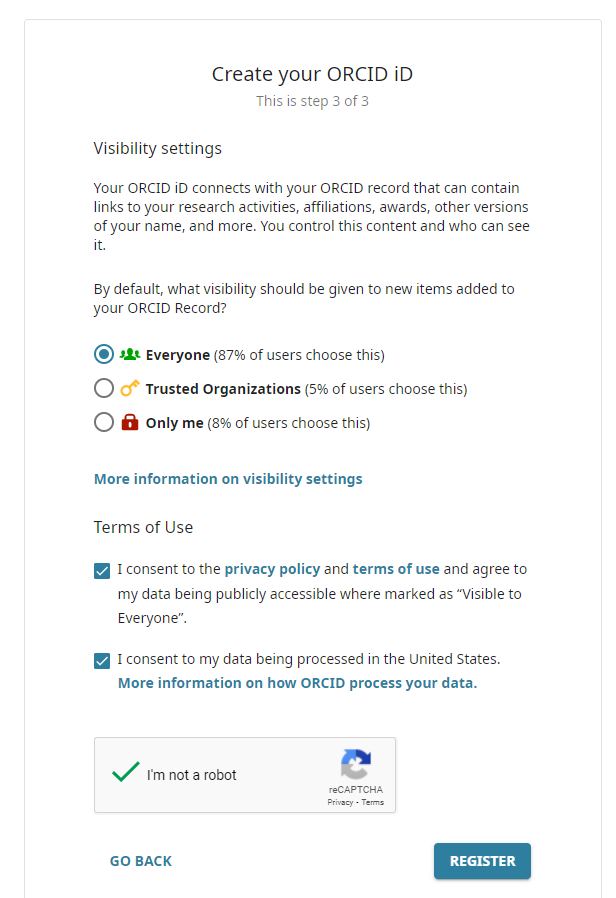 Create your ORCID iD
This is step 3 of 3
Visibility settings
Your ORCID iD connects with your ORCID record that can contain
links to your research activities, affiliations, awards, other versions
of your name, and more. You control this content and who can see
it.
By default, what visibility should be given to new items added to
your ORCID Record?
Everyone (87% of users choose this)
Trusted Organizations (5% of users choose this)
Only me (8% of users choose this)
More information on visibility settings
Terms of Use
I consent to the privacy policy and terms of use and agree to
my data being publicly accessible where marked as “Visible to
Everyone”.
I consent to my data being processed in the United States.
More information on how ORCID process your data.
I'm not a robot
reCAPTCHA
Privacy - Terms
GO BACK
REGISTER